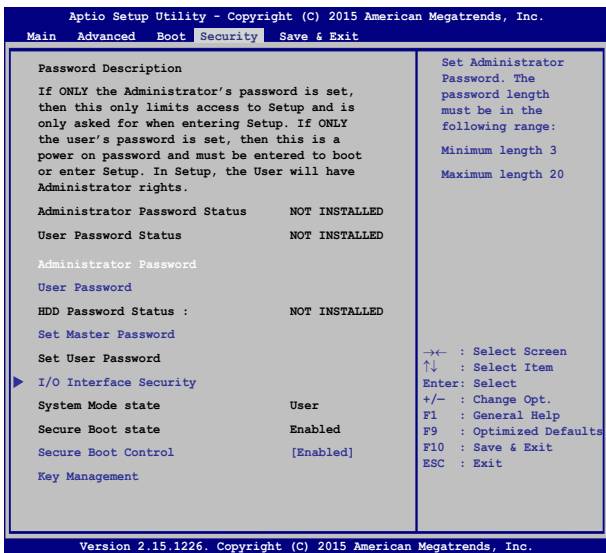 Aptio Setup Utility - Copyright (C) 2015 American Megatrends, Inc.
Main Advanced Boot Security Save & Exit
Password Description
If ONLY the Administrator's password is set,
then this only limits access to Setup and is
only asked for when entering Setup. If ONLY
the user's password is set, then this is a
power on password and must be entered to boot
or enter Setup. In Setup, the User will have
Administrator rights.
Administrator Password Status NOT INSTALLED
User Password Status NOT INSTALLED
Administrator Password
User Password
HDD Password Status : NOT INSTALLED
Set Master Password
Set User Password
I/O Interface Security
System Mode state User
Secure Boot state Enabled
Secure Boot Control [Enabled]
Key Management
Set Administrator
Password. The
password length
must be in the
following range:
Minimum length 3
Maximum length 20
→← : Select Screen
↑↓ : Select Item
Enter: Select
+/— : Change Opt.
F1 : General Help
F9 : Optimized Defaults
F10 : Save & Exit
ESC : Exit
Version 2.15.1226. Copyright (C) 2015 American Megatrends, Inc.